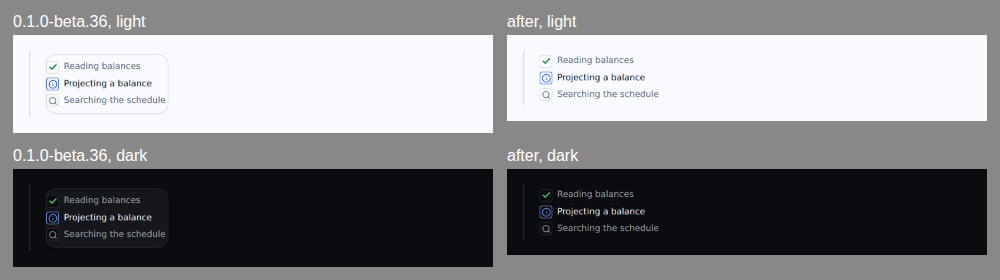 0.1.0-beta.36, light
Reading balances
Projecting a balance
Searching the schedule
after, light
Reading balances
Projecting a balance
Searching the schedule
0.1.0-beta.36, dark
Reading balances
Projecting a balance
Searching the schedule
after, dark
Reading balances
Projecting a balance
Searching the schedule